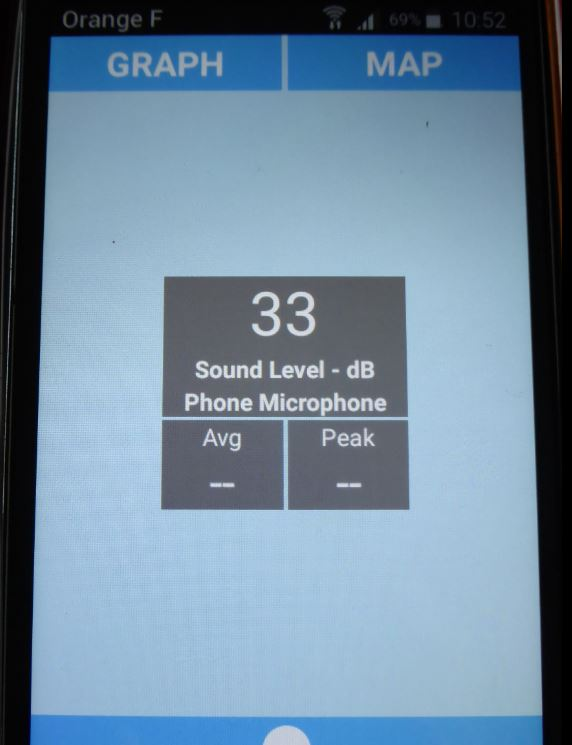 Orange F 69% 10:52
GRAPH MAP
33
Sound Level - dB
Phone Microphone
Avg Peak
-- --